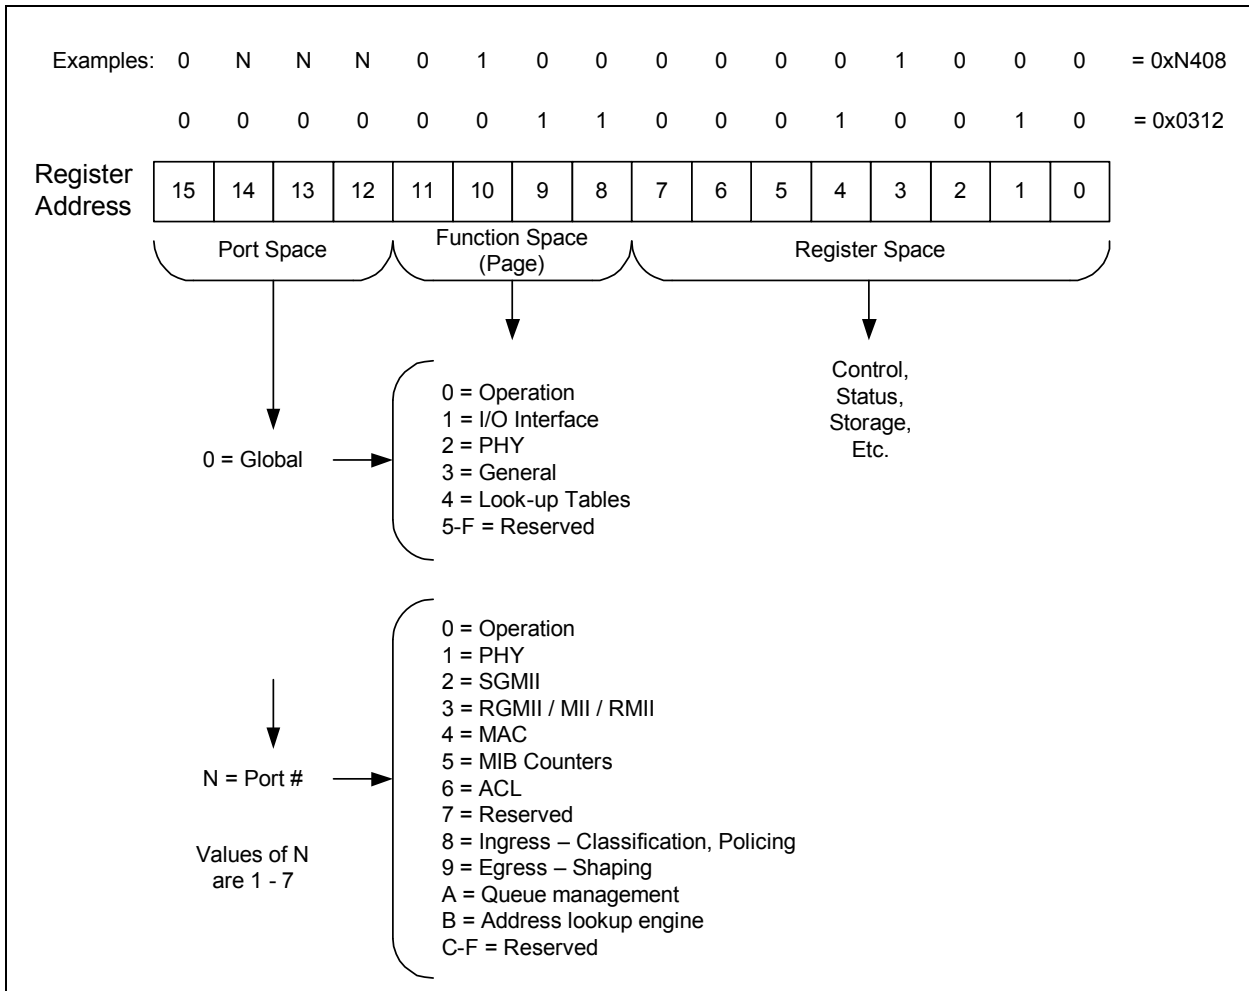 Examples: 0 N N N 0 1 0 0 0 0 0 0 1 0 0 0 = 0xN408
0 0 0 0 0 0 1 1 0 0 0 1 0 0 1 0 = 0x0312
Register
Address
15 14 13 12 11 10 9 8 7 6 5 4 3 2 1 0
Port Space
Function Space
(Page)
Register Space
Control,
Status,
Storage,
Etc.
0 = Global
0 = Operation
1 = I/O Interface
2 = PHY
3 = General
4 = Look-up Tables
5-F = Reserved
N = Port #
Values of N
are 1 - 7
0 = Operation
1 = PHY
2 = SGMII
3 = RGMII / MII / RMII
4 = MAC
5 = MIB Counters
6 = ACL
7 = Reserved
8 = Ingress – Classification, Policing
9 = Egress – Shaping
A = Queue management
B = Address lookup engine
C-F = Reserved